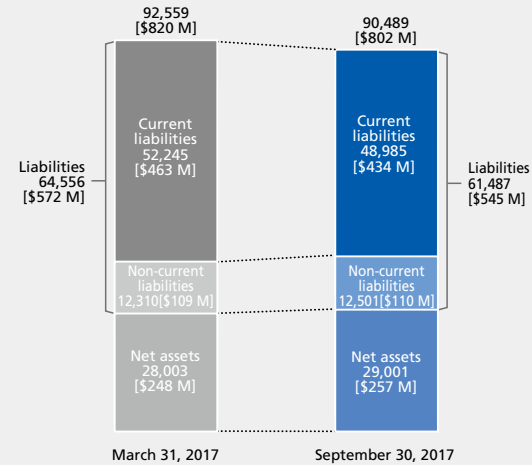 92,559
[$820 M]
Current
liabilities
52,245
[$463 M]
Liabilities
64,556
[$572 M]
Non-current
liabilities
12,310[$109 M]
Net assets
28,003
[$248 M]
March 31, 2017
90,489
[$802 M]
Current
liabilities
48,985
[$434 M]
Liabilities
61,487
[$545 M]
Non-current
liabilities
12,501[$110 M]
Net assets
29,001
[$257 M]
September 30, 2017